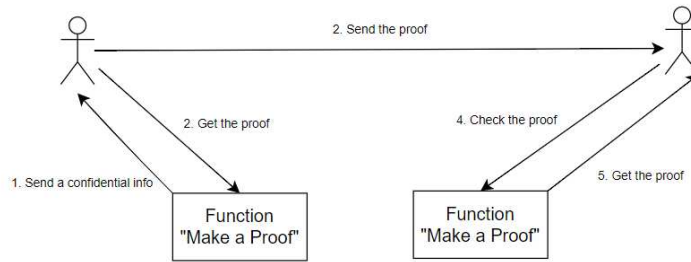 2. Send the proof
2. Get the proof
4. Check the proof
1. Send a confidential info
5. Get the proof
Function
"Make a Proof"
Function
"Make a Proof"